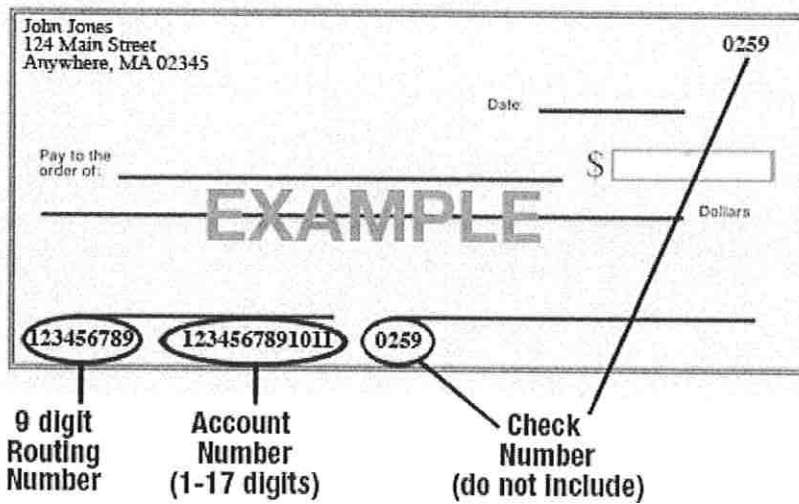 John Jones
124 Main Street
Anywhere, MA 02345
0259
Date:
Pay to the
order of:
$
EXAMPLE
Dollars
123456789 1234567891011 0259
9 digit
Routing
Number
Account
Number
(1-17 digits)
Check
Number
(do not include)